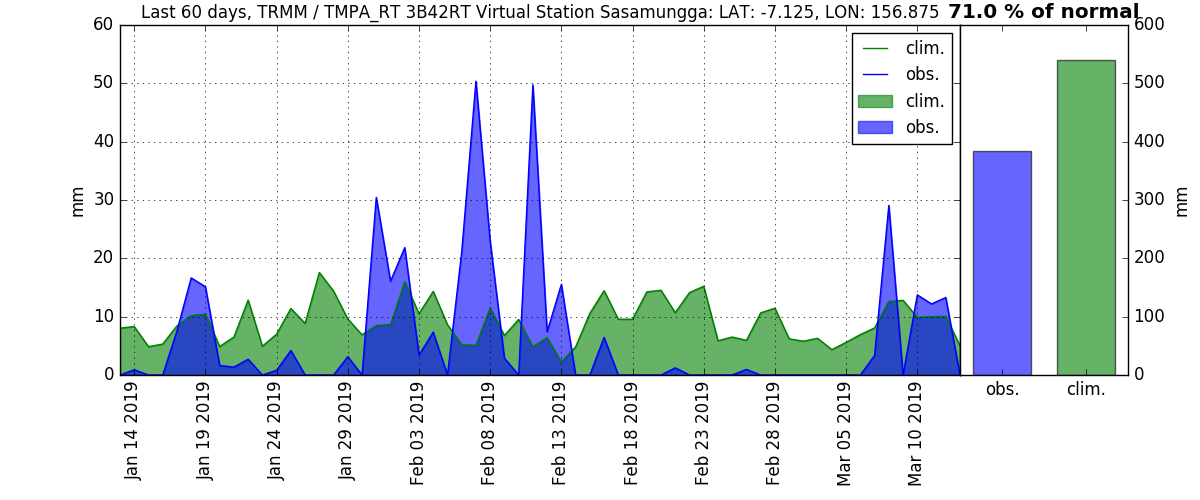 Last 60 days, TRMM / TMPA_RT 3B42RT Virtual Station Sasamungga: LAT: -7.125, LON: 156.875 71.0 % of normal
60
50
40
30
20
10
0
mm
clim.
obs.
clim.
obs.
600
500
400
300
200
100
0
mm
Jan 14 2019
Jan 19 2019
Jan 24 2019
Jan 29 2019
Feb 03 2019
Feb 08 2019
Feb 13 2019
Feb 18 2019
Feb 23 2019
Feb 28 2019
Mar 05 2019
Mar 10 2019
obs.
clim.